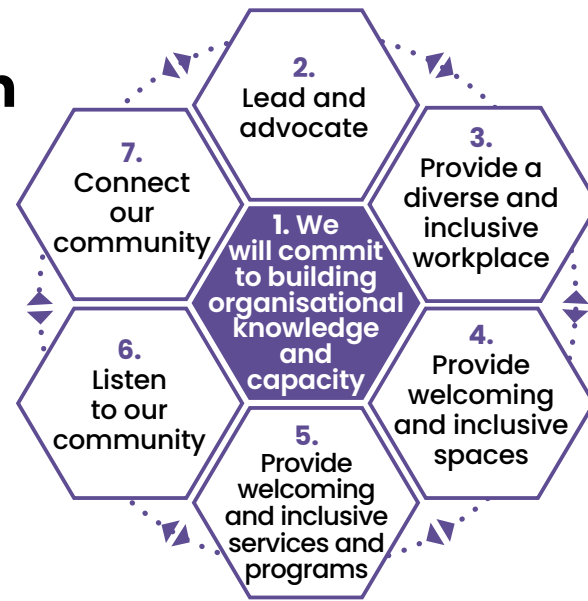 n
1. We
will commit
to building
organisational
knowledge
and
capacity
2.
Lead and
advocate
3.
Provide a
diverse and
inclusive
workplace
4.
Provide
welcoming
and inclusive
spaces
5.
Provide
welcoming
and inclusive
services and
programs
6.
Listen
to our
community
7.
Connect
our
community